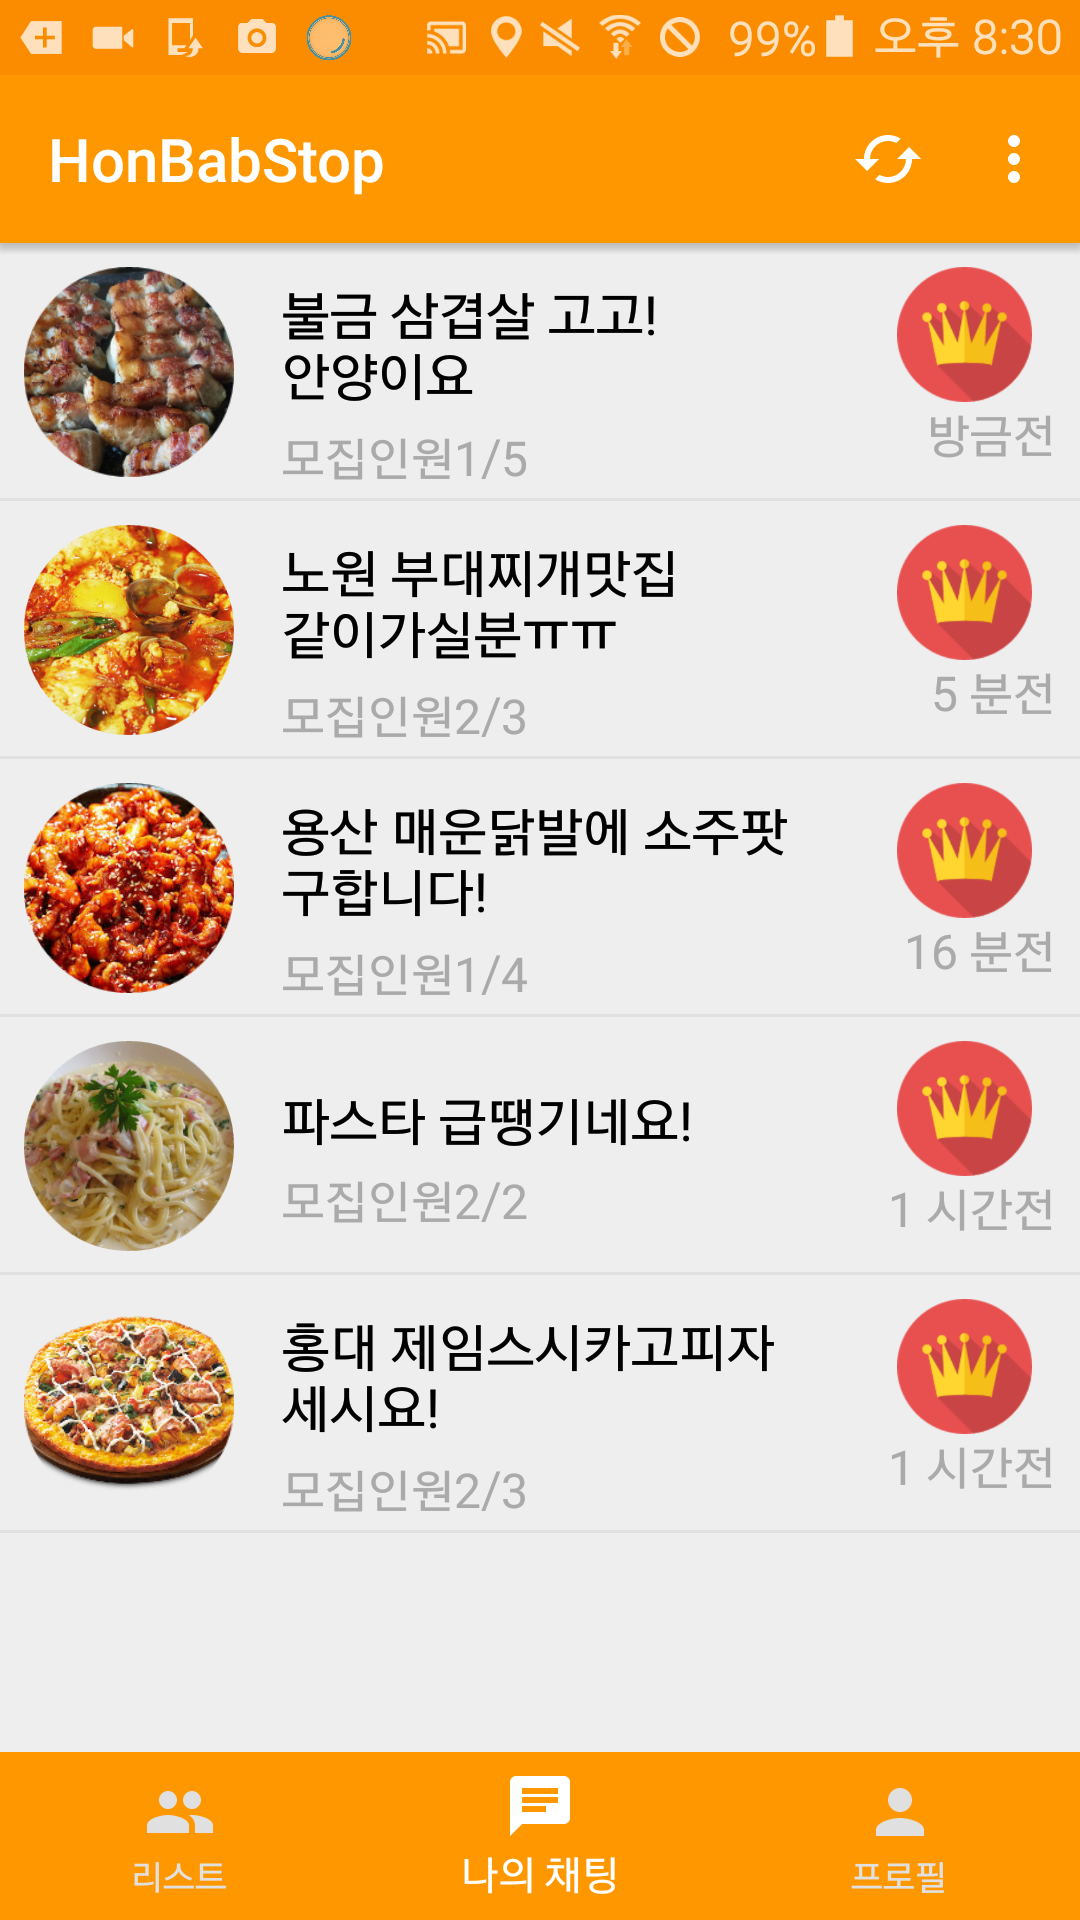 99% 오후 8:30
HonBabStop
불금 삼겹살 고고!
안양이요
모집인원1/5
방금전
노원 부대찌개맛집
같이가실분ㅠㅠ
모집인원2/3
5 분전
용산 매운닭발에 소주팟
구합니다!
모집인원1/4
16 분전
파스타 급땡기네요!
모집인원2/2
1 시간전
홍대 제임스시카고피자
세시요!
모집인원2/3
1 시간전
리스트
나의 채팅
프로필